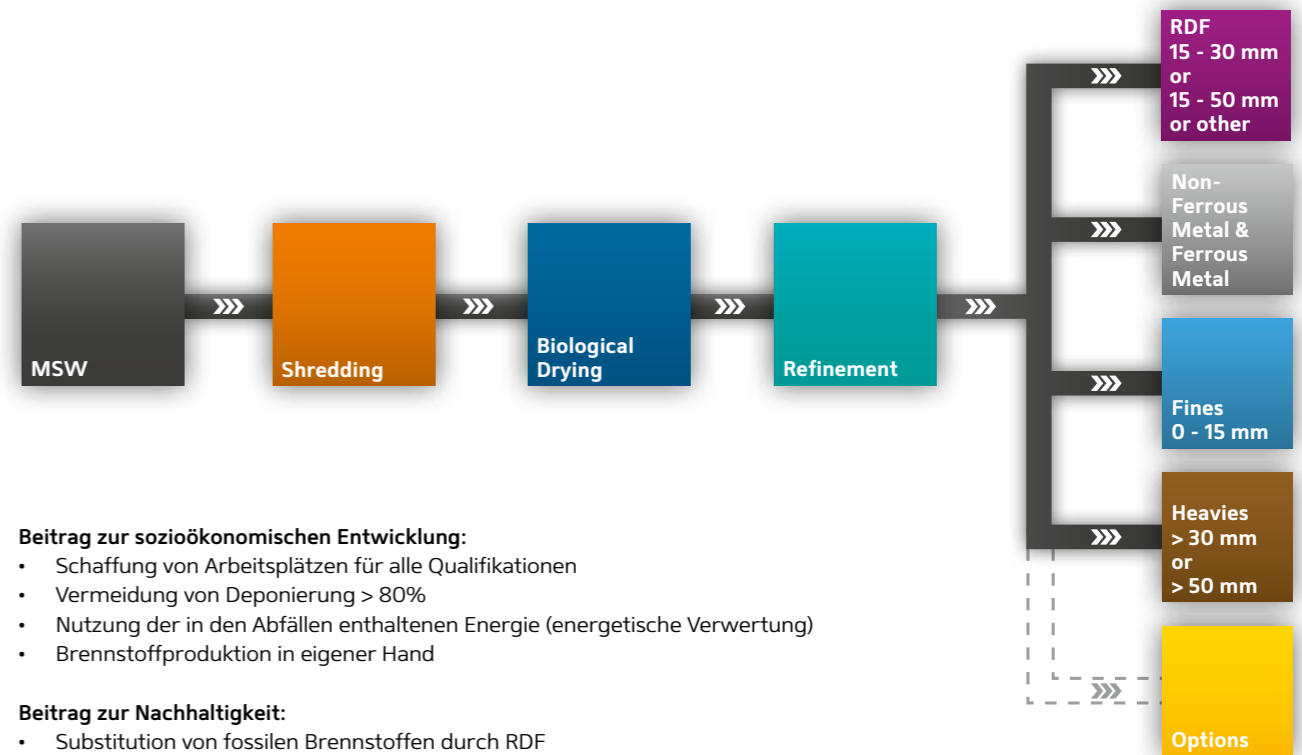 RDF
15 - 30 mm
or
15 - 50 mm
or other
Non-
Ferrous
Metal &
Ferrous
Metal
MSW
Shredding
Biological
Drying
Refinement
Fines
0 - 15 mm
Heavies
> 30 mm
or
> 50 mm
Options
Beitrag zur sozioökonomischen Entwicklung:
• Schaffung von Arbeitsplätzen für alle Qualifikationen
• Vermeidung von Deponierung > 80%
• Nutzung der in den Abfällen enthaltenen Energie (energetische Verwertung)
• Brennstoffproduktion in eigener Hand
Beitrag zur Nachhaltigkeit:
• Substitution von fossilen Brennstoffen durch RDF